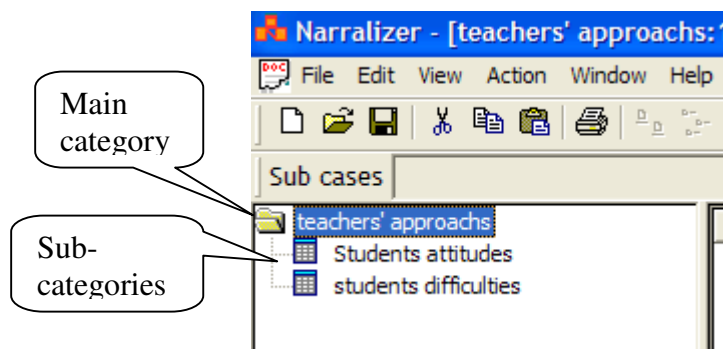 Narralizer - [teachers' approachs:1
File Edit View Action Window Help
Main
category
Sub cases
teachers' approachs
Students attitudes
students difficulties
Sub-
categories